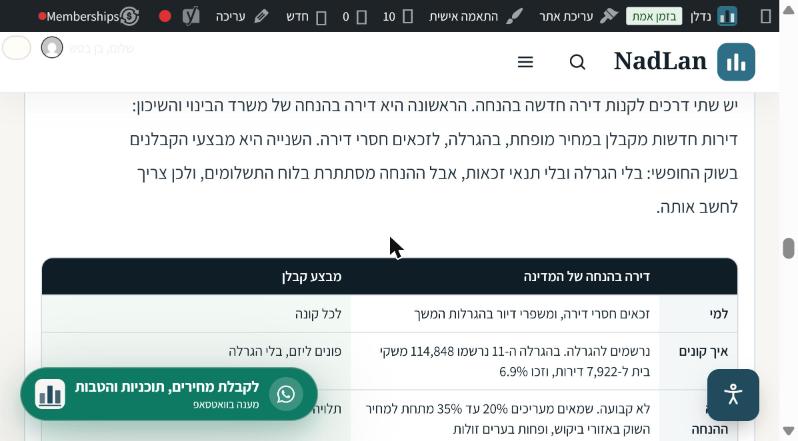 נדלן
בזמן אמת
עריכת אתר
התאמה אישית
10
0
חדש
עריכה
Memberships
שלום, בן בטש
NadLan
יש שתי דרכים לקנות דירה חדשה בהנחה. הראשונה היא דירה בהנחה של משרד הבינוי והשיכון:
דירות חדשות מקבלן במחיר מופחת, בהגרלה, לזכאים חסרי דירה. השנייה היא מבצעי הקבלנים
בשוק החופשי: בלי הגרלה ובלי תנאי זכאות, אבל ההנחה מסתתרת בלוח התשלומים, ולכן צריך
לחשב אותה.
דירה בהנחה של המדינה
מבצע קבלן
למי
זכאים חסרי דירה, ומשפרי דיור בהגרלות המשך
לכל קונה
איך קונים
נרשמים להגרלה. בהגרלה ה-11 נרשמו 114,848 משקי
בית ל-7,922 דירות, וזכו 6.9%
פונים ליזם, בלי הגרלה
ההנחה
לא קבועה. שמאים מעריכים 20% עד 35% מתחת למחיר
השוק באזורי ביקוש, ופחות בערים זולות
לקבלת מחירים, תוכניות והטבות
מענה בוואטסאפ